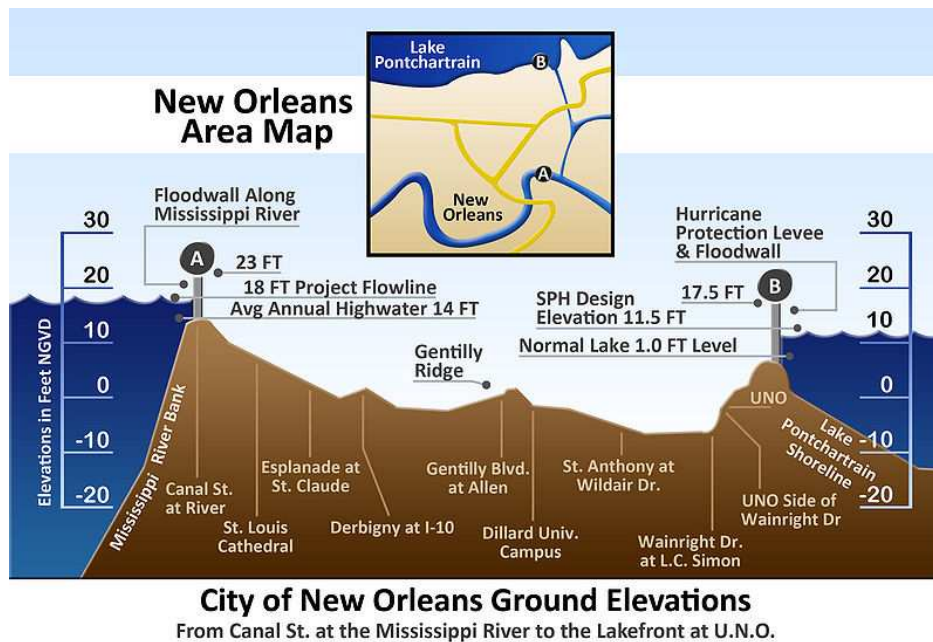 Lake
Pontchartrain
B
A
New
Orleans
New Orleans
Area Map
Floodwall Along
Mississippi River
A
23 FT
18 FT Project Flowline
Avg Annual Highwater 14 FT
Hurricane
Protection Levee
& Floodwall
B
17.5 FT
SPH Design
Elevation 11.5 FT
Normal Lake 1.0 FT Level
Gentilly
Ridge
Elevations in Feet NGVD
30
20
10
0
-10
-20
30
20
10
0
-10
-20
Mississippi River Bank
Canal St.
at River
St. Louis
Cathedral
Esplanade at
St. Claude
Derbigny at I-10
Gentilly Blvd.
at Allen
Dillard Univ.
Campus
St. Anthony at
Wildair Dr.
Wainright Dr.
at L.C. Simon
UNO
UNO Side of
Wainright Dr
Lake
Pontchartrain
Shoreline
City of New Orleans Ground Elevations
From Canal St. at the Mississippi River to the Lakefront at U.N.O.